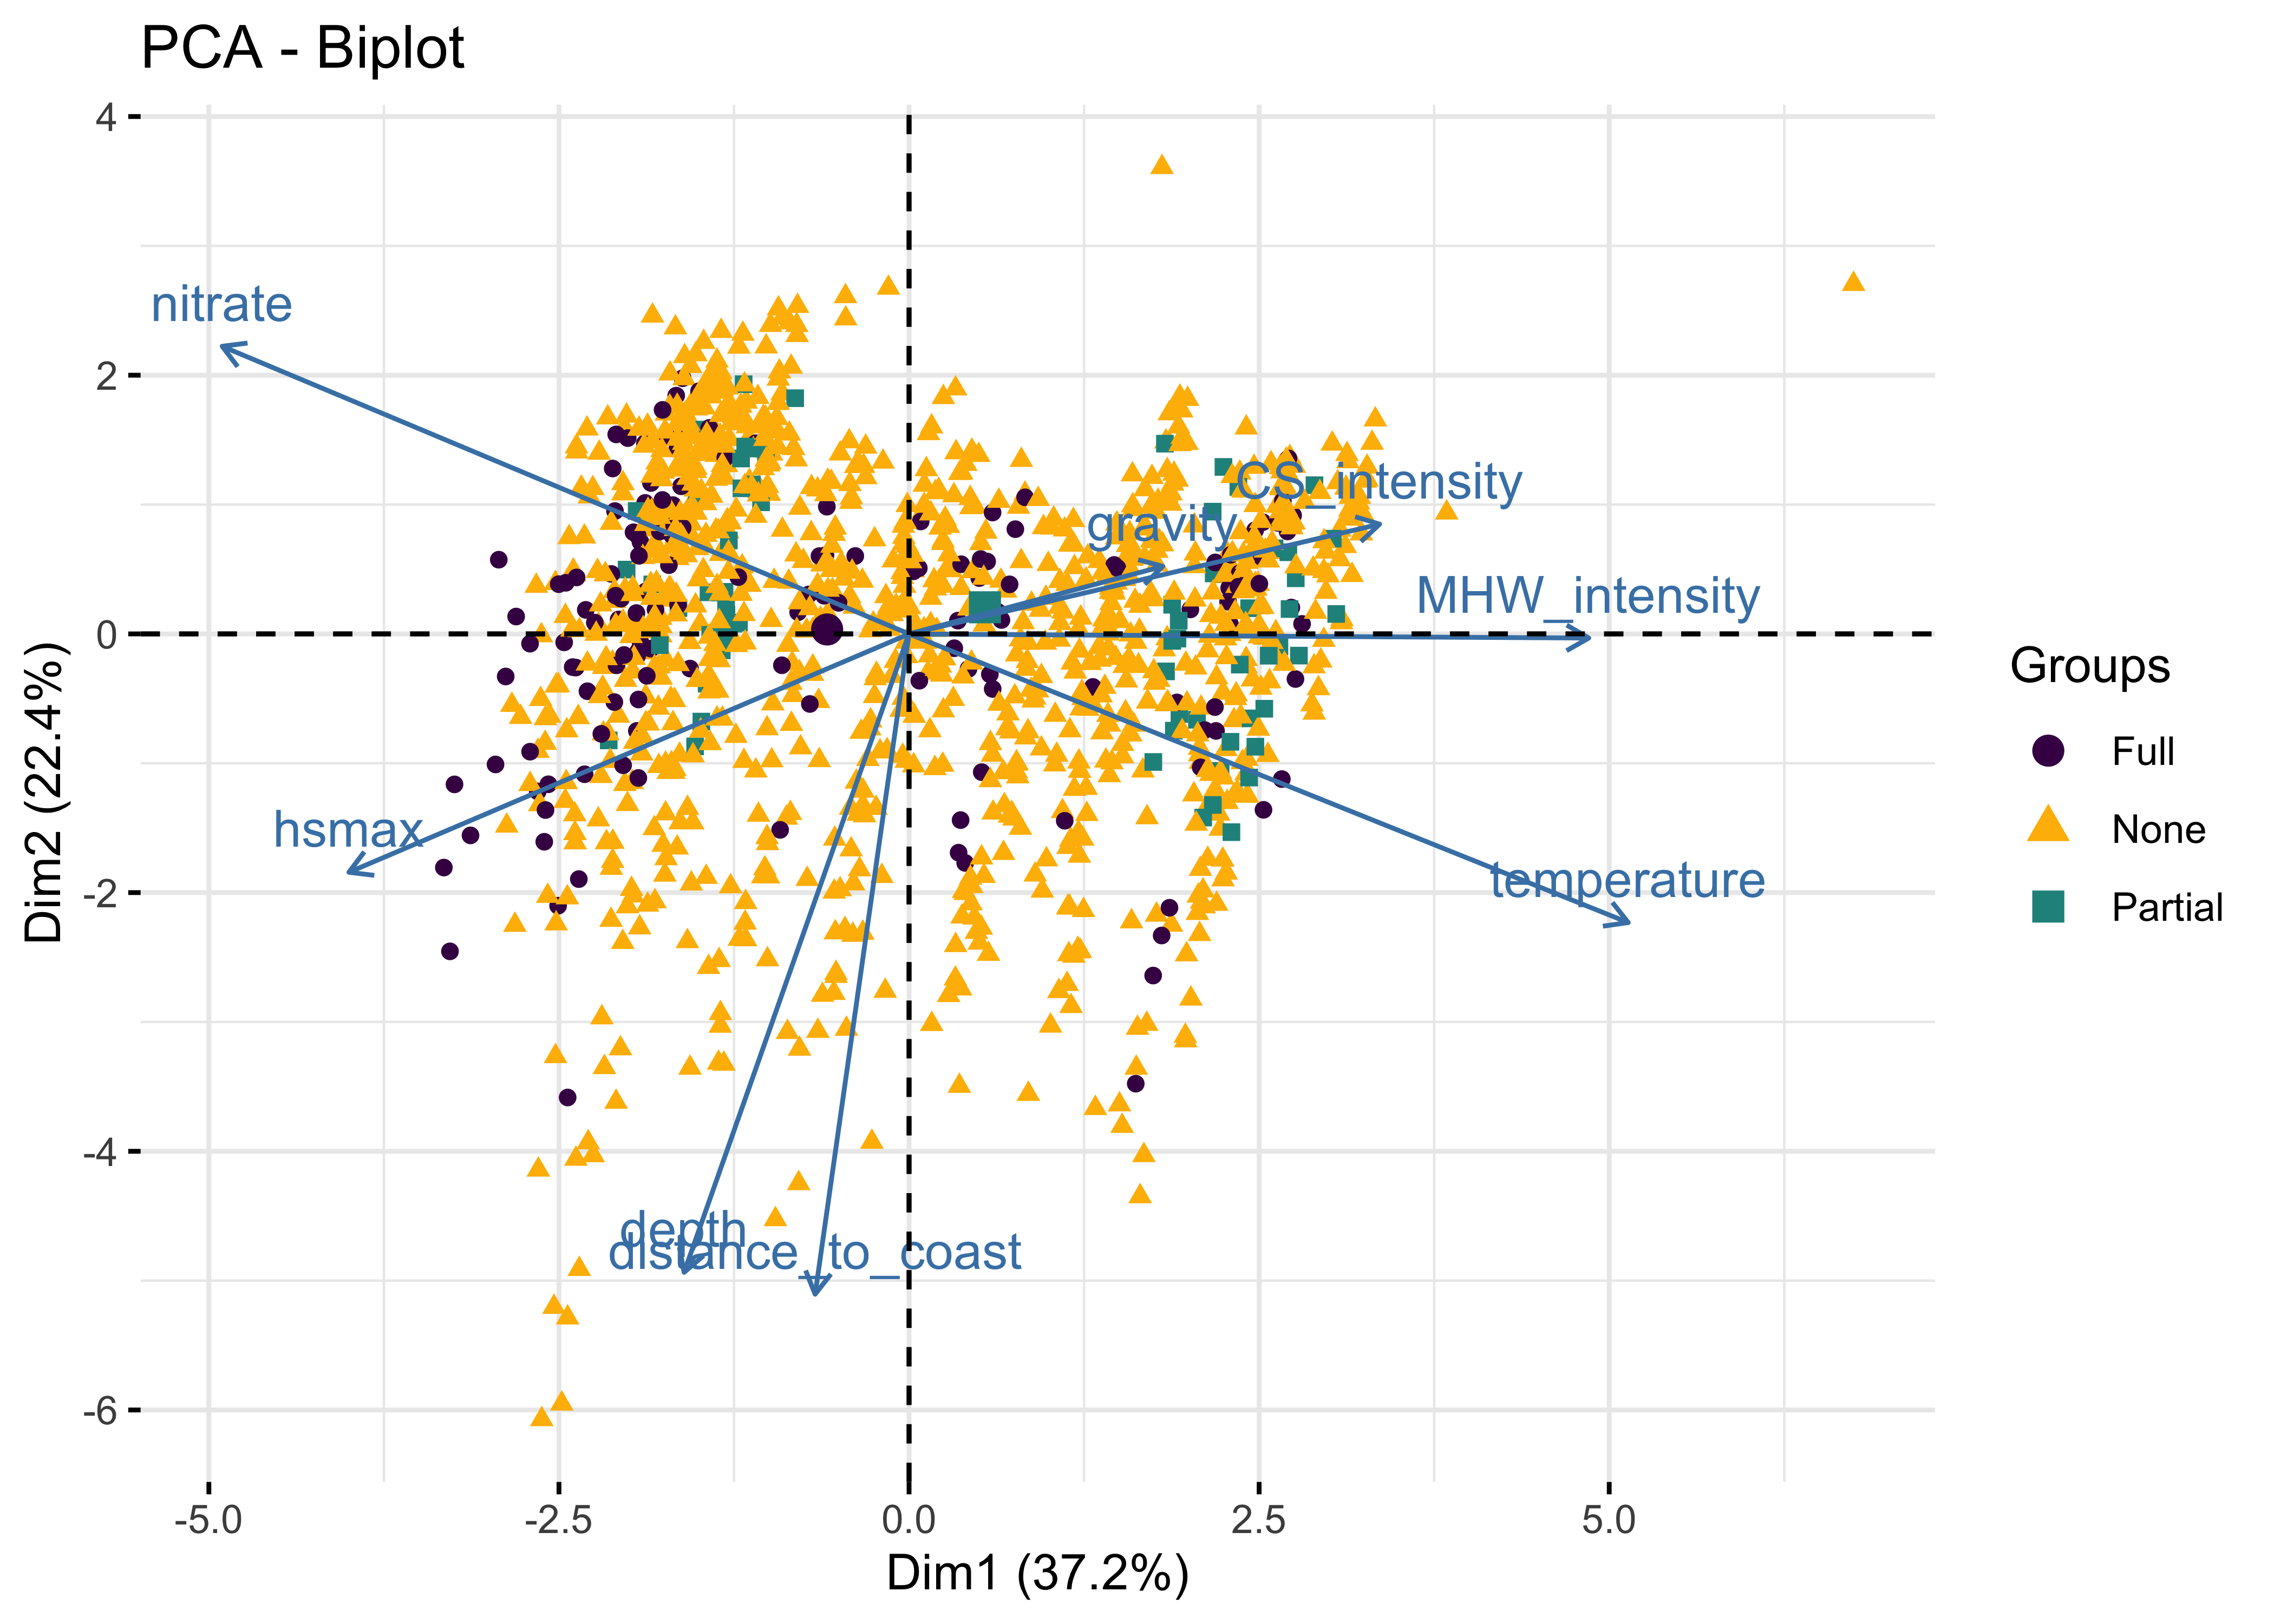 PCA - Biplot
4
2
0
-2
-4
-6
Dim2 (22.4%)
nitrate
CS_intensity
gravity
MHW_intensity
hsmax
temperature
depth
distance_to_coast
-5.0
-2.5
0.0
2.5
5.0
Dim1 (37.2%)
Groups
Full
None
Partial